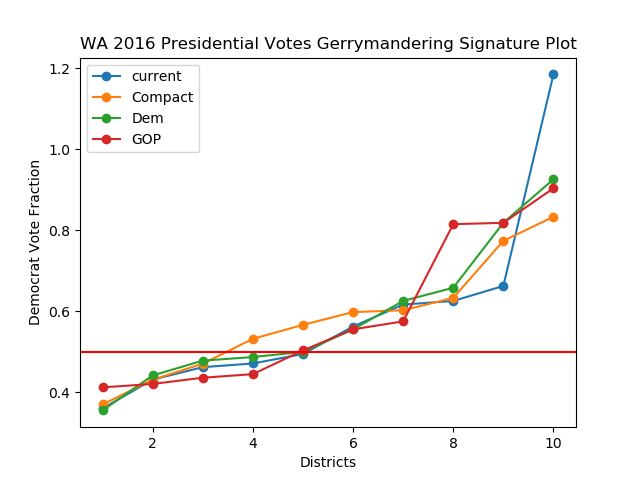 WA 2016 Presidential Votes Gerrymandering Signature Plot
current
Compact
Dem
GOP
1.2
1.0
0.8
0.6
0.4
Democrat Vote Fraction
2 4 6 8 10
Districts